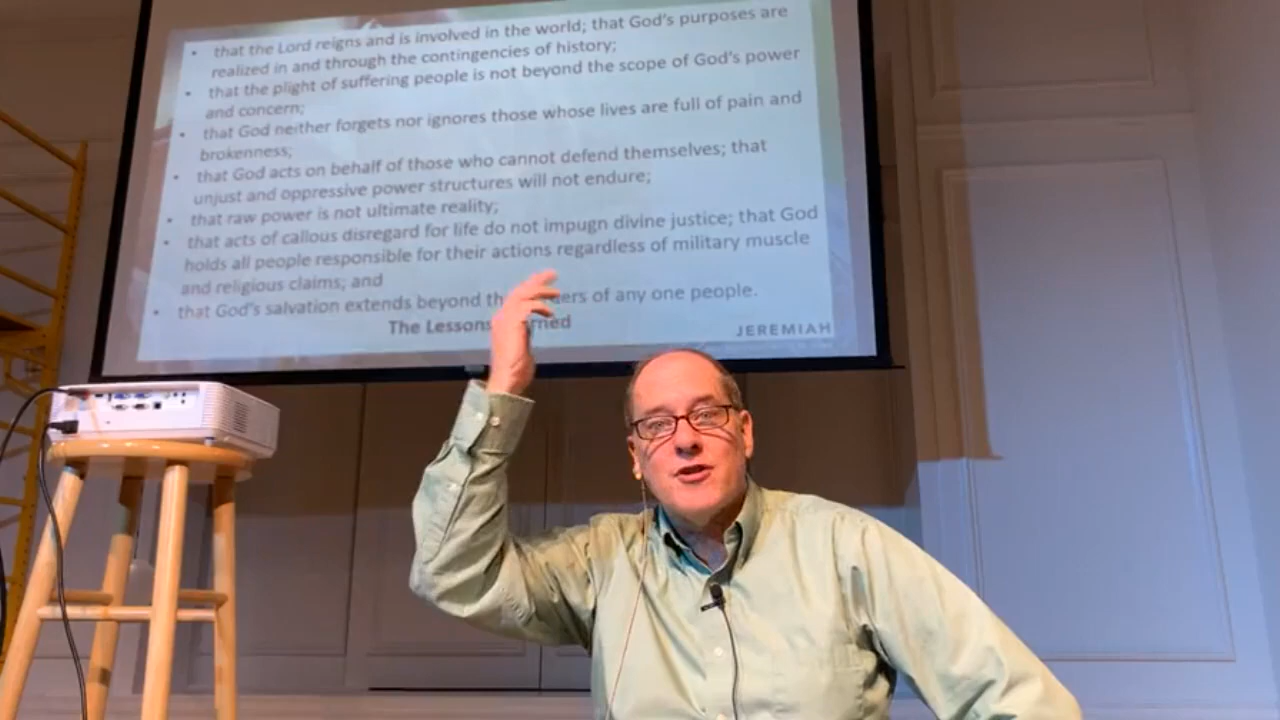 • that the Lord reigns and is involved in the world; that God's purposes are
realized in and through the contingencies of history;
• that the plight of suffering people is not beyond the scope of God's power
and concern;
• that God neither forgets nor ignores those whose lives are full of pain and
brokenness;
• that God acts on behalf of those who cannot defend themselves; that
unjust and oppressive power structures will not endure;
• that raw power is not ultimate reality;
• that acts of callous disregard for life do not impugn divine justice; that God
holds all people responsible for their actions regardless of military muscle
and religious claims; and
• that God's salvation extends beyond of any one people.
The Lessons
JEREMIAH